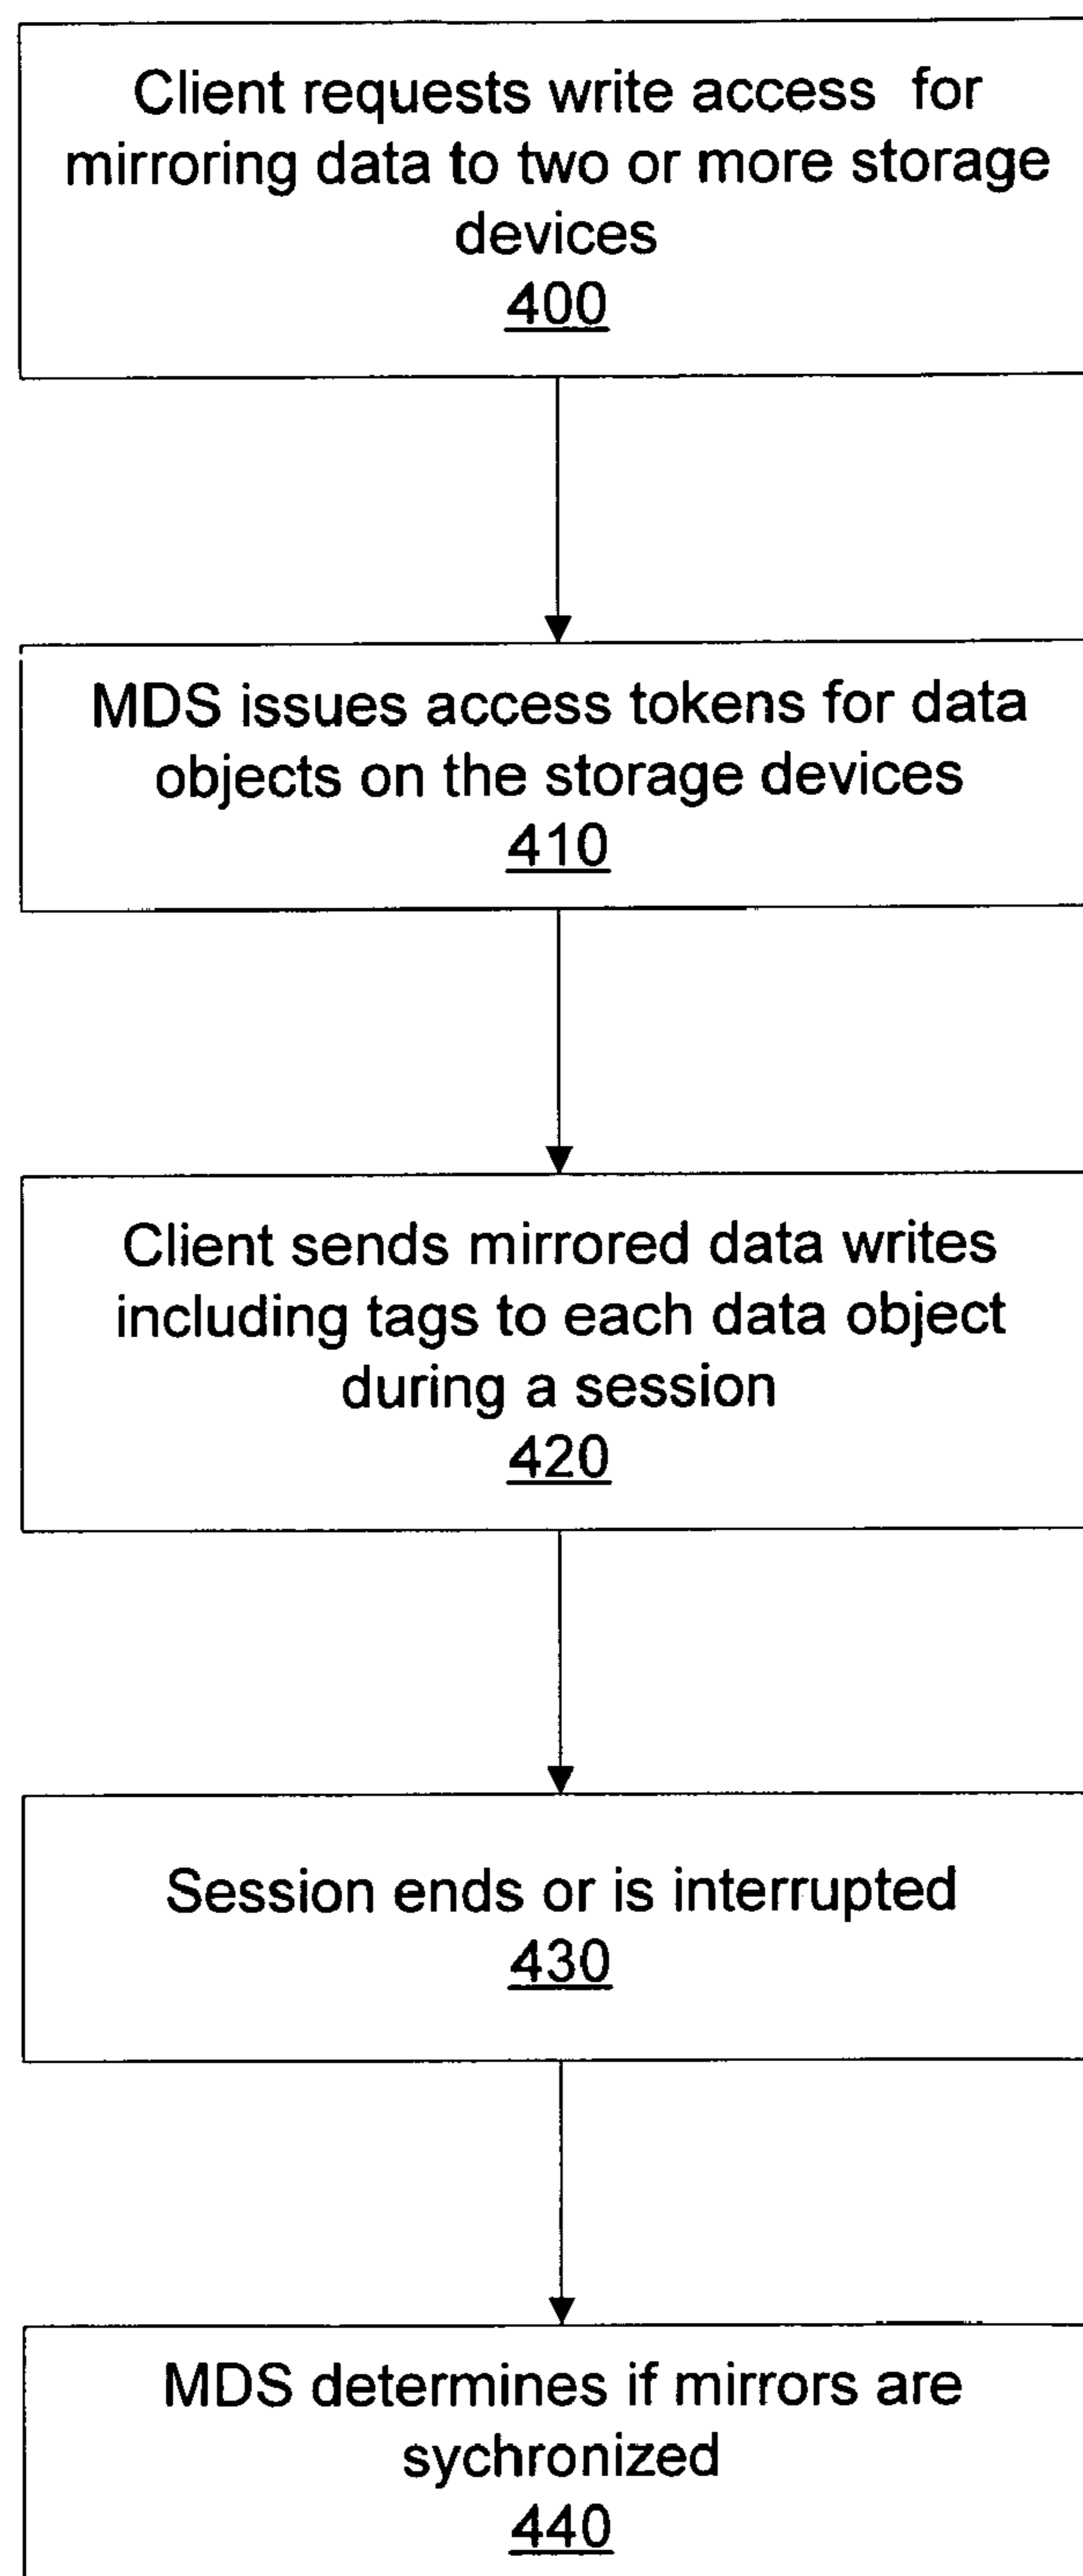 Client requests write access for
mirroring data to two or more storage
devices
400
MDS issues access tokens for data
objects on the storage devices
410
Client sends mirrored data writes
including tags to each data object
during a session
420
Session ends or is interrupted
430
MDS determines if mirrors are
sychronized
440